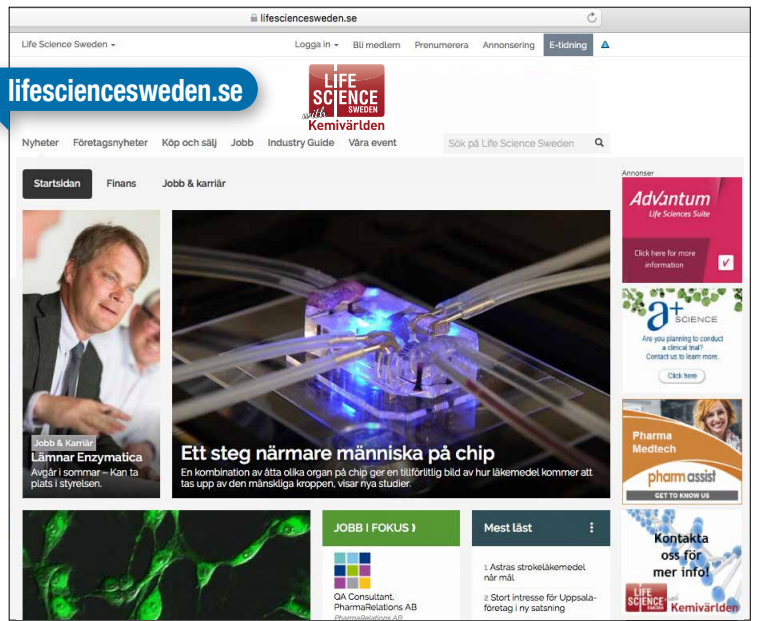 lifesciencesweden.se
Life Science Sweden
Logga in
Bli medlem
Prenumerera
Annonsering
E-tidning
lifesciencesweden.se
LIFE
SCIENCE
SWEDEN
with
Kemivärlden
Nyheter
Företagsnyheter
Köp och sälj
Jobb
Industry Guide
Våra event
Sök på Life Science Sweden
Startsidan
Finans
Jobb & karriär
Jobb & Karriär
Lämnar Enzymatica
Avgår i sommar – Kan ta
plats i styrelsen.
Ett steg närmare människa på chip
En kombination av åtta olika organ på chip ger en tillförlitlig bild av hur läkemedel kommer att
tas upp av den mänskliga kroppen, visar nya studier.
JOBB I FOKUS
QA Consultant,
PharmaRelations AB
PharmaRelations AB
Mest läst
1 Astras strokeläkemedel
når mål
2 Stort intresse för Uppsala-
företag i ny satsning
Annonser
Advantum
Life Sciences Suite
Click here for more
information
a+
SCIENCE
Are you planning to conduct
a clinical trial?
Contact us to learn more.
Click here
Pharma
Medtech
pharm assist
GET TO KNOW US
Kontakta
oss för
mer info!
LIFE
SCIENCE
SWEDEN
with
Kemivärlden